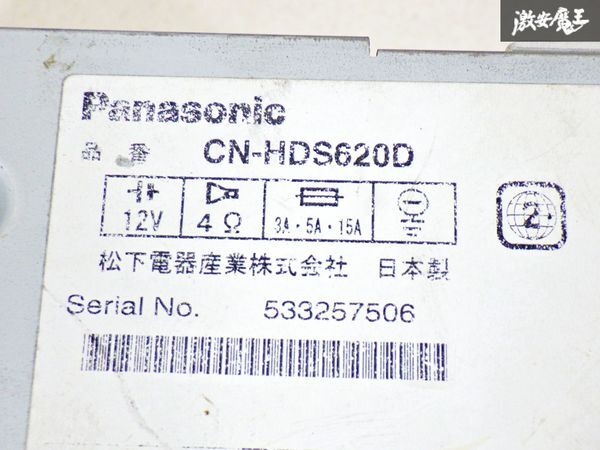 激安魔王
Panasonic
品番 CN-HDS620D
12V 4Ω 3A・5A・15A
2
松下電器産業株式会社 日本製
Serial No. 533257506